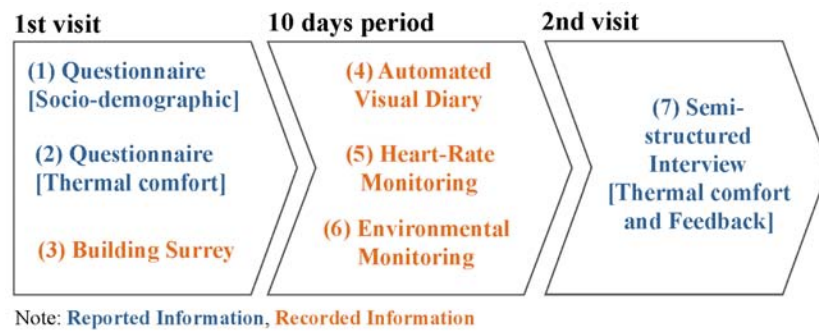 1st visit
10 days period
2nd visit
(1) Questionnaire
[Socio-demographic]
(2) Questionnaire
[Thermal comfort]
(3) Building Surrey
(4) Automated
Visual Diary
(5) Heart-Rate
Monitoring
(6) Environmental
Monitoring
(7) Semi-
structured
Interview
[Thermal comfort
and Feedback]
Note: Reported Information, Recorded Information